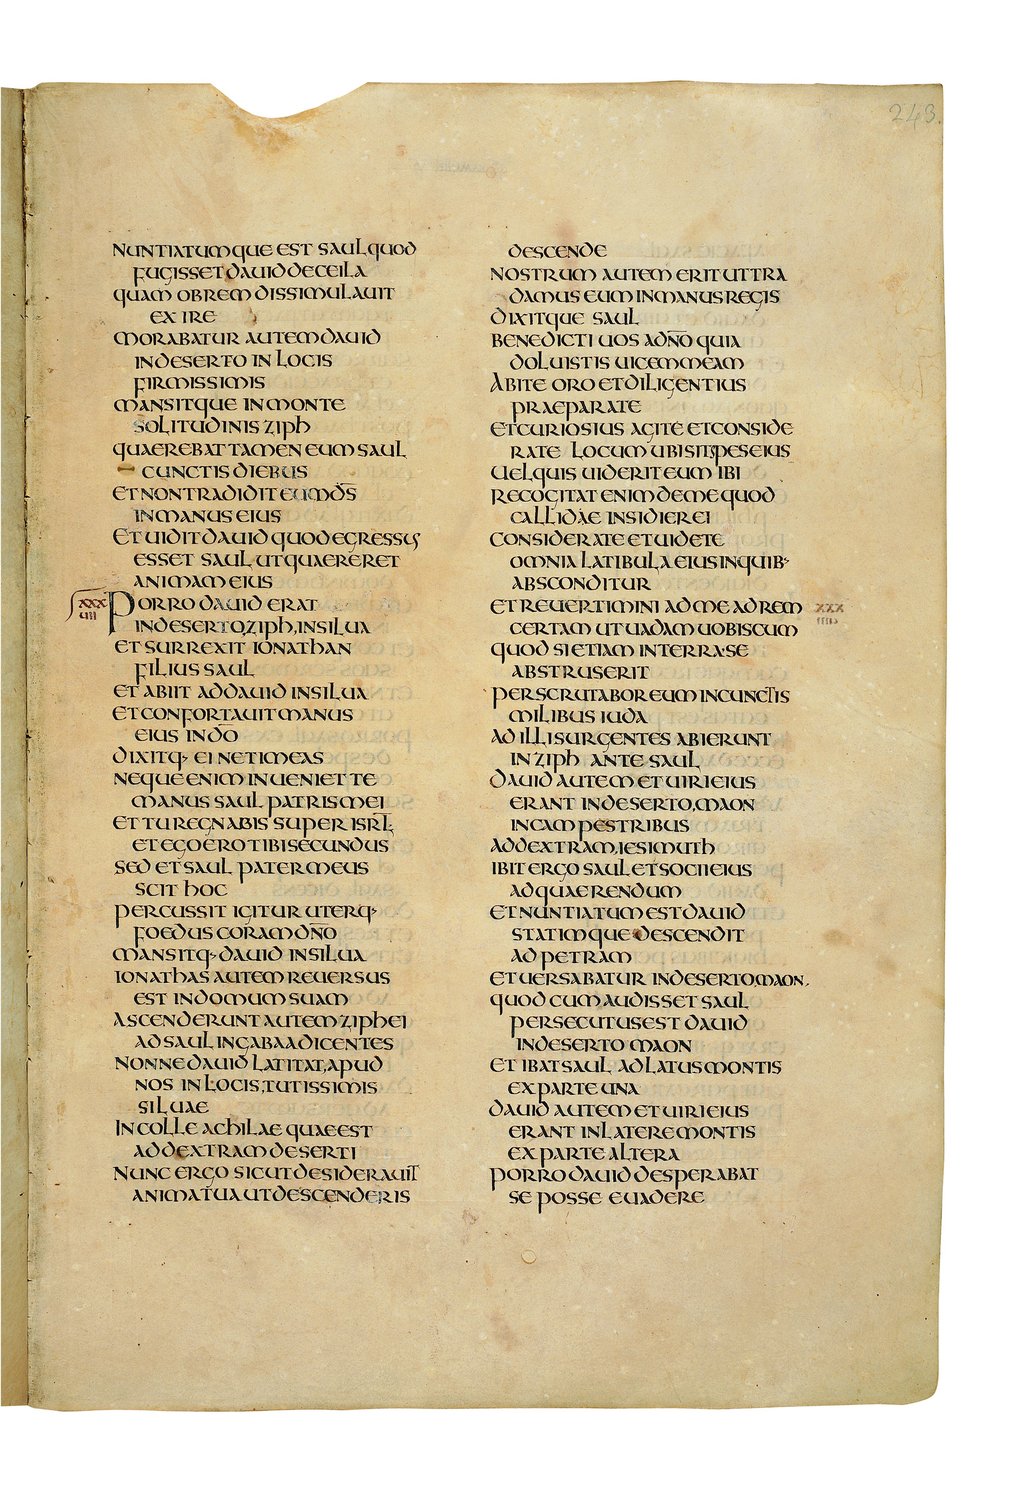 243.
NUNTIATUMQUE EST SAUL QUOD
FUGISSET DAUID DE CEILA
QUAM OBREM DISSIMULAUIT
EXIRE
MORABATUR AUTEM DAUID
IN DESERTO IN LOCIS
FIRMISSIMIS
MANSITQUE IN MONTE
SOLITUDINIS ZIPH
QUAEREBAT TAMEN EUM SAUL
CUNCTIS DIEBUS
ET NON TRADIDIT EUM D̄S̄
IN MANUS EIUS
ET UIDIT DAUID QUOD EGRESSUS
ESSET SAUL UT QUAERERET
ANIMAM EIUS
XXX
IIII
PORRO DAUID ERAT
IN DESERTO, ZIPH, IN SILUA
ET SURREXIT IONATHAN
FILIUS SAUL
ET ABIIT AD DAUID IN SILUA
ET CONFORTAUIT MANUS
EIUS IN D̄O
DIXITQ· EI NE TIMEAS
NEQUE ENIM INUENIET TE
MANUS SAUL PATRIS MEI
ET TU REGNABIS SUPER ISRL̄
ET EGO ERO TIBI SECUNDUS
SED ET SAUL PATER MEUS
SCIT HOC
PERCUSSIT IGITUR UTERQ·
FOEDUS CORAM DN̄O
MANSITQ· DAUID IN SILUA
IONATHAS AUTEM REUERSUS
EST IN DOMUM SUAM
ASCENDERUNT AUTEM ZIPHEI
AD SAUL IN GABAA DICENTES
NONNE DAUID LATITAT, APUD
NOS IN LOCIS, TUTISSIMIS
SILUAE
IN COLLE ACHILAE QUAE EST
AD DEXTRAM DESERTI
NUNC ERGO SICUT DESIDERAUIT
ANIMA TUA UT DESCENDERIS
DESCENDE
NOSTRUM AUTEM ERIT UT TRA
DAMUS EUM IN MANUS REGIS
DIXITQUE SAUL
BENEDICTI UOS A DN̄O QUIA
DOLUISTIS UICEM MEAM
ABITE ORO ET DILIGENTIUS
PRAEPARATE
ET CURIOSIUS AGITE ET CONSIDE
RATE LOCUM UBI SIT PES EIUS
UEL QUIS UIDERIT EUM IBI
RECOGITAT ENIM DE ME QUOD
CALLIDAE INSIDIER EI
CONSIDERATE ET UIDETE
OMNIA LATIBULA EIUS IN QUIB·
ABSCONDITUR
ET REUERTIMINI AD ME AD REM
CERTAM UT UADAM UOBISCUM
QUOD SI ETIAM IN TERRA·SE
ABSTRUSERIT
PERSCRUTABOR EUM IN CUNCTIS
MILIBUS IUDA
AD ILLI SURGENTES ABIERUNT
IN ZIPH ANTE SAUL
DAUID AUTEM ET UIRI EIUS
ERANT IN DESERTO, MAON
IN CAMPESTRIBUS
AD DEXTRAM, IESIMUTH
IBIT ERGO SAUL ET SOCII EIUS
AD QUAERENDUM
ET NUNTIATUM EST DAUID
STATIMQUE DESCENDIT
AD PETRAM
ET UERSABATUR IN DESERTO, MAON,
QUOD CUM AUDISSET SAUL
PERSECUTUS EST DAUID
IN DESERTO MAON
ET IBAT SAUL AD LATUS MONTIS
EX PARTE UNA
DAUID AUTEM ET UIRI EIUS
ERANT IN LATERE MONTIS
EX PARTE ALTERA
PORRO DAUID DESPERABAT
SE POSSE EUADERE